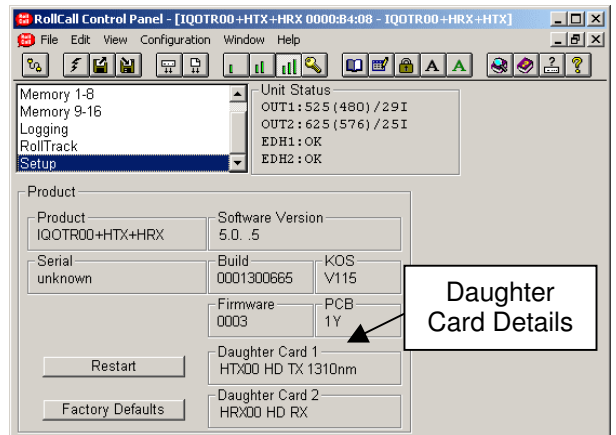 RollCall Control Panel - [IQOTR00+HTX+HRX 0000:B4:08 - IQOTR00+HRX+HTX]
File Edit View Configuration Window Help
A A
Memory 1-8
Memory 9-16
Logging
RollTrack
Setup
Unit Status
OUT1:525(480)/29I
OUT2:625(576)/25I
EDH1:OK
EDH2:OK
Product
Product
IQOTR00+HTX+HRX
Software Version
5.0. .5
Serial
unknown
Build
0001300665
KOS
V115
Firmware
0003
PCB
1Y
Daughter
Card Details
Restart
Daughter Card 1
HTX00 HD TX 1310nm
Factory Defaults
Daughter Card 2
HRX00 HD RX